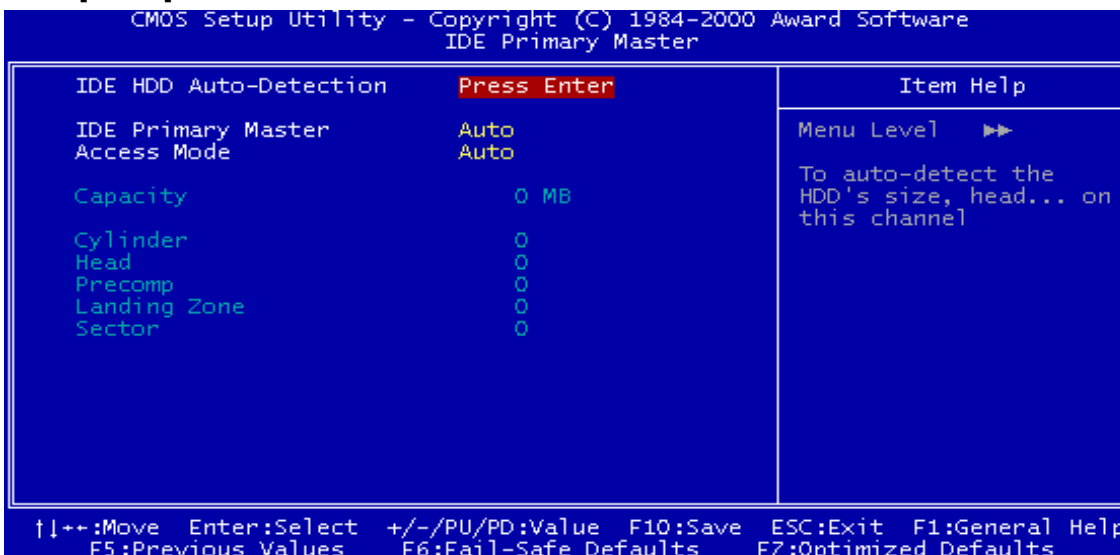 CMOS Setup Utility – Copyright (C) 1984–2000 Award Software
IDE Primary Master
IDE HDD Auto-Detection Press Enter
IDE Primary Master Auto
Access Mode Auto
Capacity 0 MB
Cylinder 0
Head 0
Precomp 0
Landing Zone 0
Sector 0
Item Help
Menu Level ►►
To auto-detect the
HDD's size, head... on
this channel
↑↓←→:Move Enter:Select +/-/PU/PD:Value F10:Save ESC:Exit F1:General Help
F5:Previous Values F6:Fail-Safe Defaults F7:Optimized Defaults